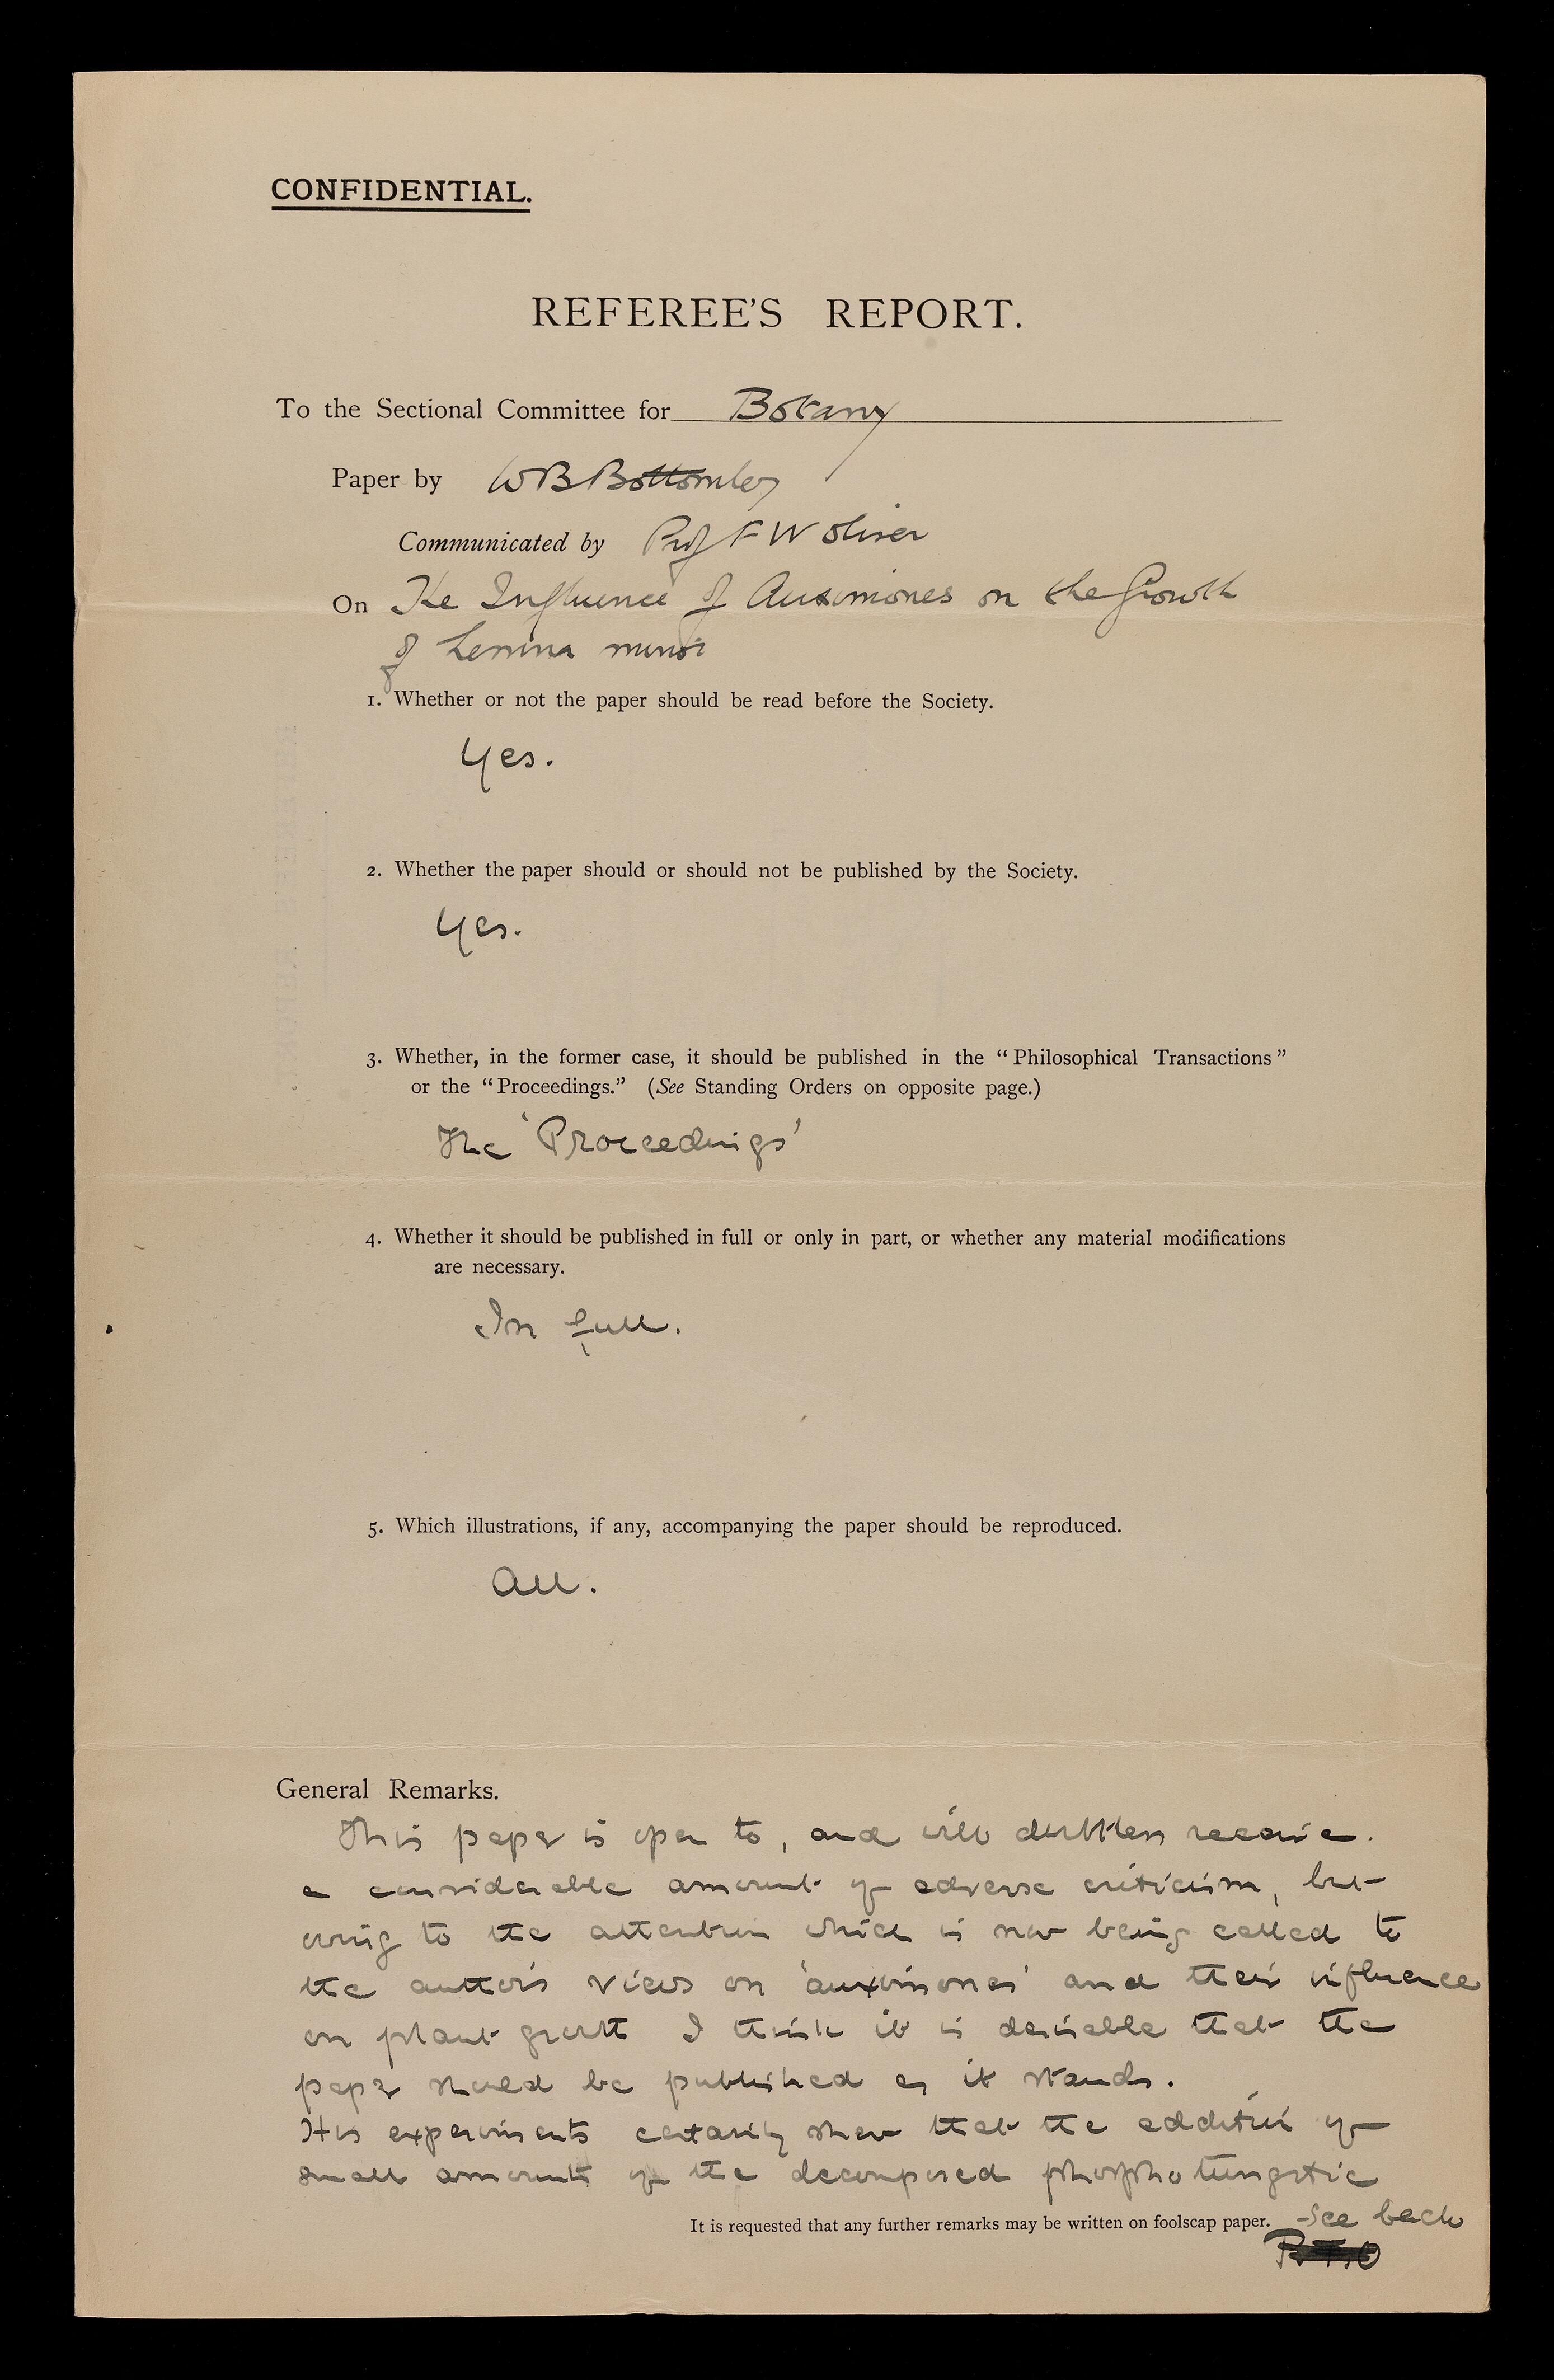 CONFIDENTIAL.
REFEREE'S REPORT.
To the Sectional Committee for Botany
Paper by W B Bottomley
Communicated by Prof F W Oliver
On The Influence of Auximones on the Growth
of Lemna minor
1. Whether or not the paper should be read before the Society.
Yes.
2. Whether the paper should or should not be published by the Society.
Yes.
3. Whether, in the former case, it should be published in the “Philosophical Transactions”
or the “Proceedings.” (See Standing Orders on opposite page.)
The 'Proceedings'
4. Whether it should be published in full or only in part, or whether any material modifications
are necessary.
In full.
5. Which illustrations, if any, accompanying the paper should be reproduced.
All.
General Remarks.
This paper is open to, and will doubtless receive
a considerable amount of adverse criticism, but
owing to the attention which is now being called to
the author's views on 'auximones' and their influence
on plant growth I think it is desirable that the
paper should be published as it stands.
His experiments certainly shew that the addition of
small amounts of the decomposed phosphotungstic
It is requested that any further remarks may be written on foolscap paper. See back